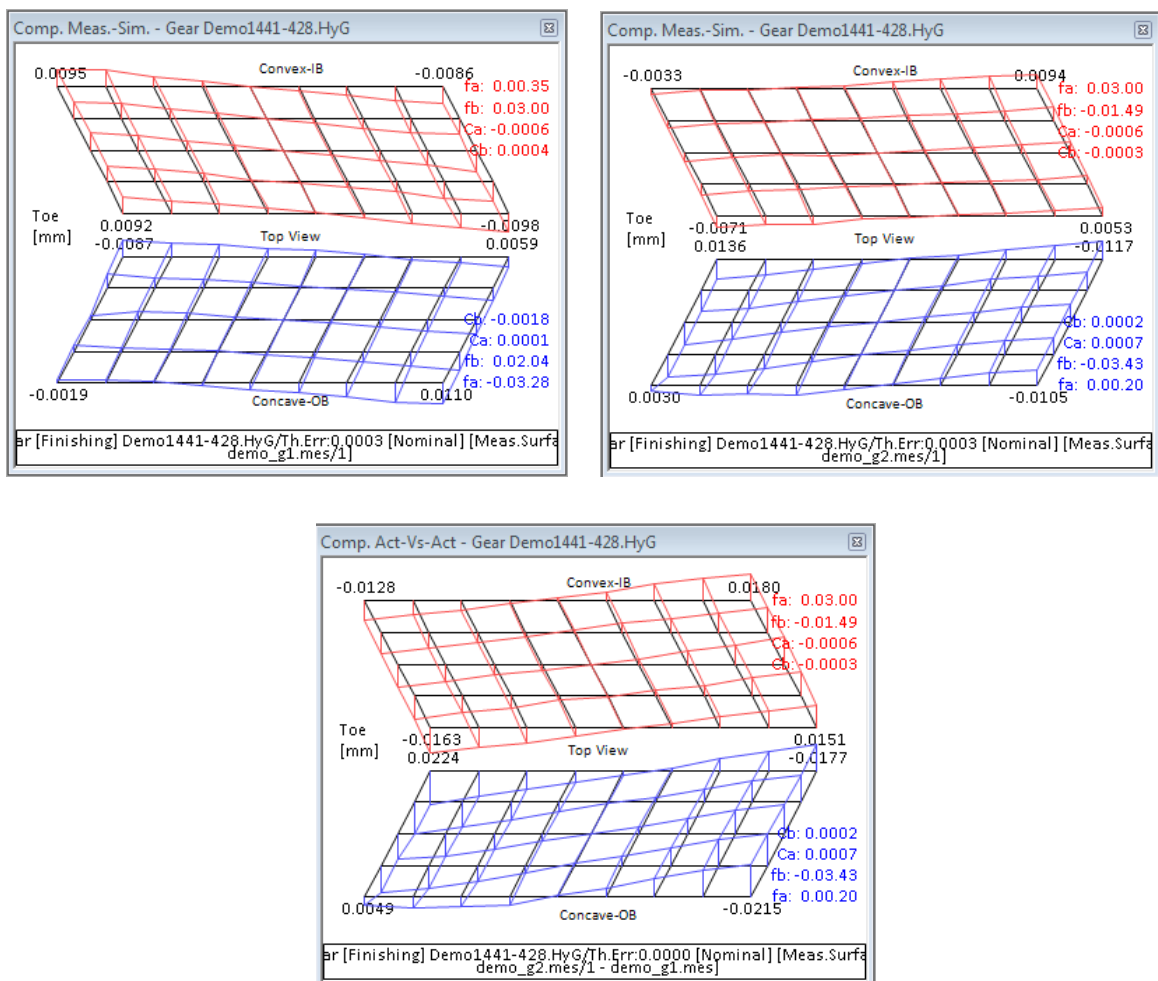 Comp. Meas.-Sim. - Gear Demo1441-428.HyG
0.0095 Convex-IB -0.0086
fa: 0.00.35
fb: 0.03.00
Ca: -0.0006
Cb: 0.0004
Toe
[mm]
0.0092 -0.0098
-0.0087 Top View 0.0059
Cb: -0.0018
Ca: 0.0001
fb: 0.02.04
fa: -0.03.28
-0.0019 Concave-OB 0.0110
ar [Finishing] Demo1441-428.HyG/Th.Err:0.0003 [Nominal] [Meas.Surfa
demo_g1.mes/1]
Comp. Meas.-Sim. - Gear Demo1441-428.HyG
-0.0033 Convex-IB 0.0094
fa: 0.03.00
fb: -0.01.49
Ca: -0.0006
Cb: -0.0003
Toe
[mm]
-0.0071 0.0053
0.0136 Top View -0.0117
Cb: 0.0002
Ca: 0.0007
fb: -0.03.43
fa: 0.00.20
0.0030 Concave-OB -0.0105
ar [Finishing] Demo1441-428.HyG/Th.Err:0.0003 [Nominal] [Meas.Surfa
demo_g2.mes/1]
Comp. Act-Vs-Act - Gear Demo1441-428.HyG
-0.0128 Convex-IB 0.0180
fa: 0.03.00
fb: -0.01.49
Ca: -0.0006
Cb: -0.0003
Toe
[mm]
-0.0163 0.0151
0.0224 Top View -0.0177
Cb: 0.0002
Ca: 0.0007
fb: -0.03.43
fa: 0.00.20
0.0049 Concave-OB -0.0215
ar [Finishing] Demo1441-428.HyG/Th.Err:0.0000 [Nominal] [Meas.Surfa
demo_g2.mes/1 - demo_g1.mes]